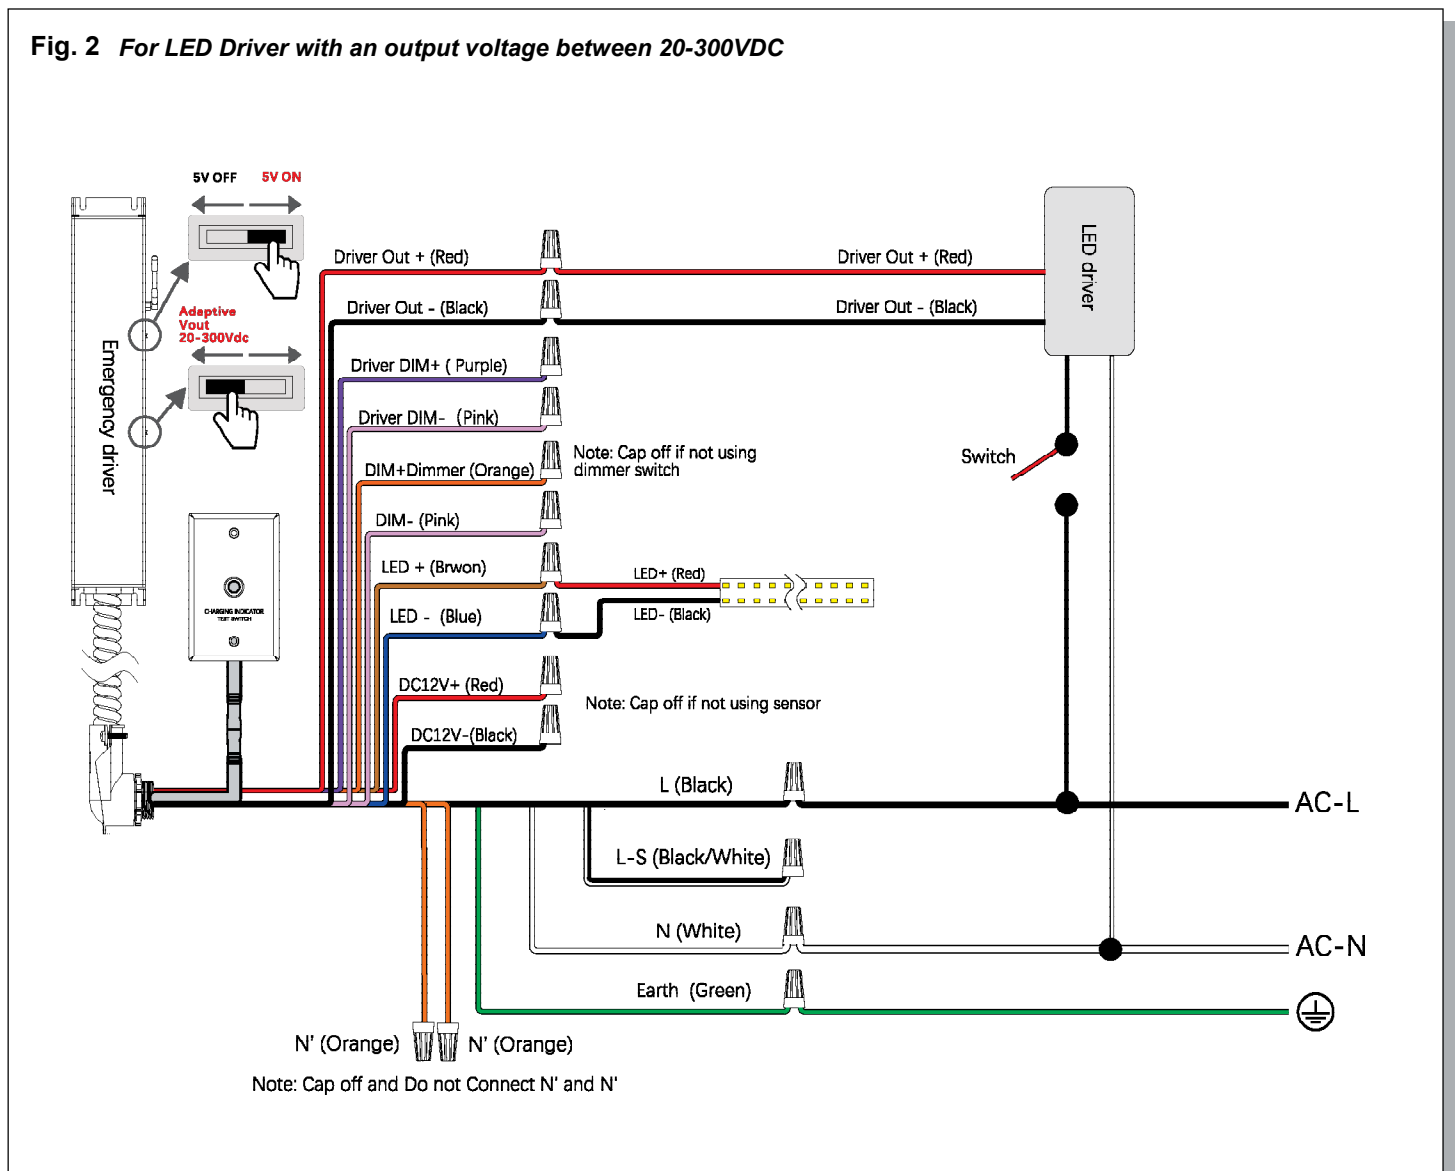 Fig. 2 For LED Driver with an output voltage between 20-300VDC
5V OFF 5V ON
Adaptive
Vout
20-300Vdc
Emergency driver
CHARGING INDICATOR
TEST SWITCH
Driver Out + (Red) Driver Out + (Red)
Driver Out - (Black) Driver Out - (Black)
LED driver
Driver DIM+ ( Purple)
Driver DIM- (Pink)
DIM+Dimmer (Orange)
Note: Cap off if not using
dimmer switch
Switch
DIM- (Pink)
LED + (Brwon) LED+ (Red)
LED - (Blue) LED- (Black)
DC12V+ (Red)
Note: Cap off if not using sensor
DC12V-(Black)
L (Black)
AC-L
L-S (Black/White)
N (White)
AC-N
Earth (Green)
N' (Orange) N' (Orange)
Note: Cap off and Do not Connect N' and N'